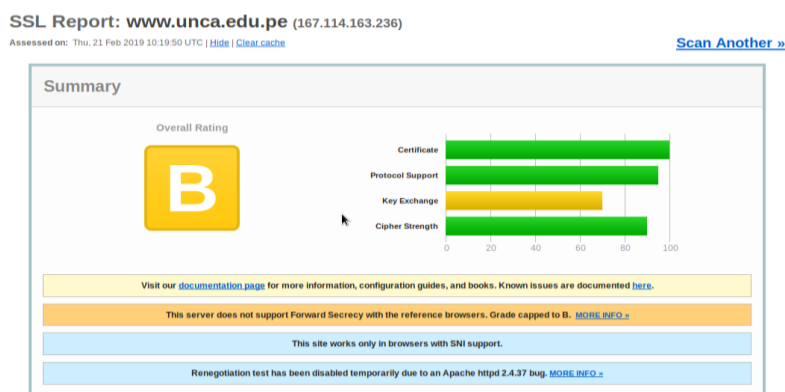 SSL Report: www.unca.edu.pe (167.114.163.236)
Assessed on: Thu, 21 Feb 2019 10:19:50 UTC | Hide | Clear cache
Scan Another »
Summary
Overall Rating
B
Certificate
Protocol Support
Key Exchange
Cipher Strength
0 20 40 60 80 100
Visit our documentation page for more information, configuration guides, and books. Known issues are documented here.
This server does not support Forward Secrecy with the reference browsers. Grade capped to B. MORE INFO »
This site works only in browsers with SNI support.
Renegotiation test has been disabled temporarily due to an Apache httpd 2.4.37 bug. MORE INFO »